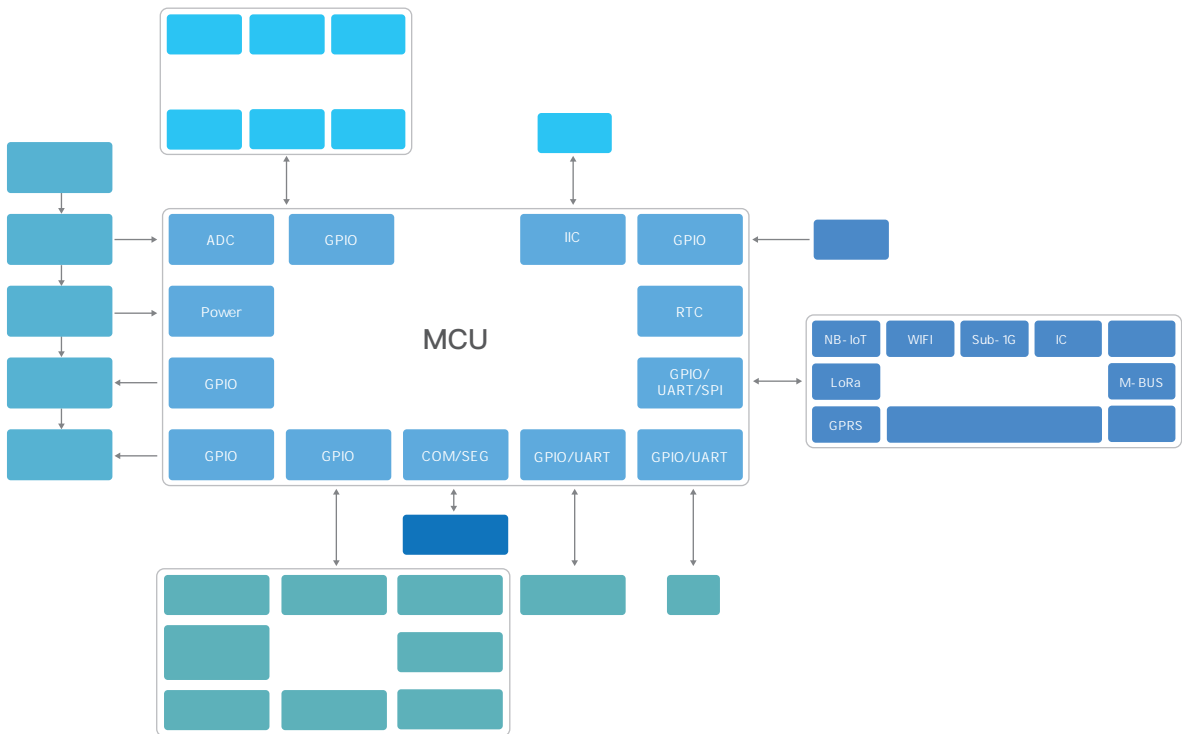 ADC
GPIO
IIC
GPIO
Power
RTC
MCU
GPIO
GPIO/
UART/SPI
GPIO
GPIO
COM/SEG
GPIO/UART
GPIO/UART
NB-IoT
WIFI
Sub-1G
IC
LoRa
M-BUS
GPRS